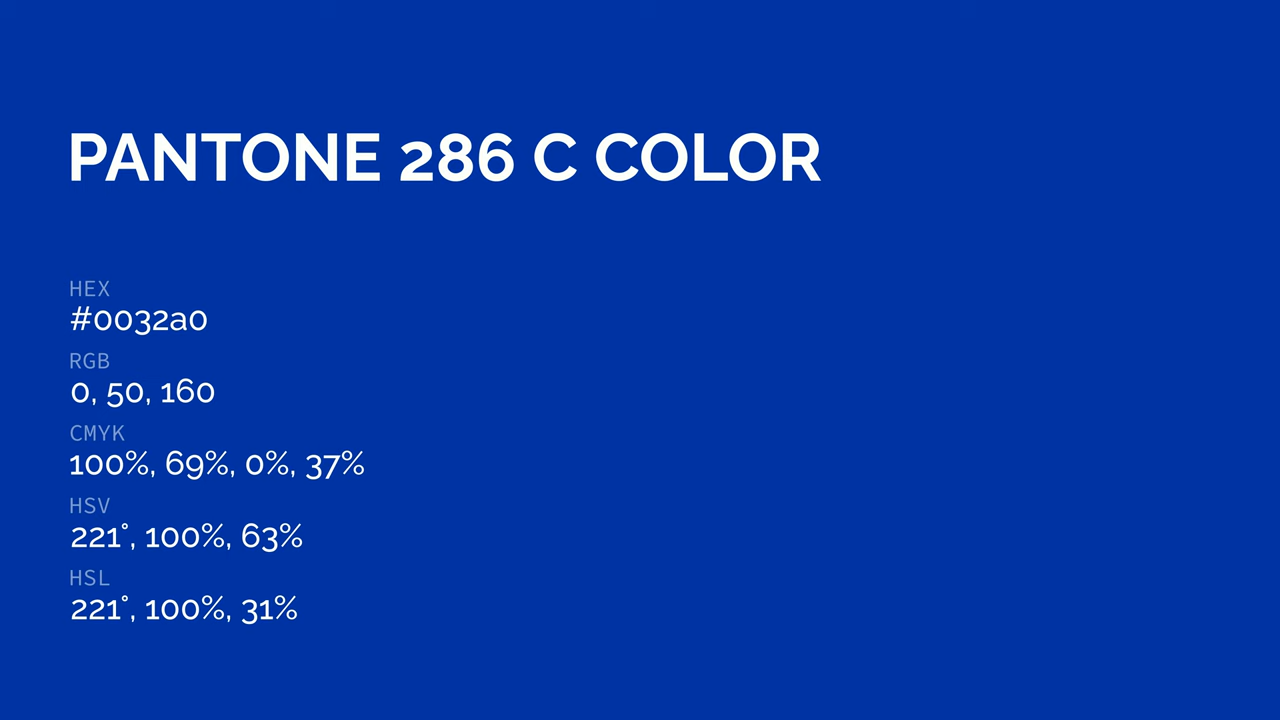 PANTONE 286 C COLOR
HEX
#0032a0
RGB
0, 50, 160
CMYK
100%, 69%, 0%, 37%
HSV
221°, 100%, 63%
HSL
221°, 100%, 31%